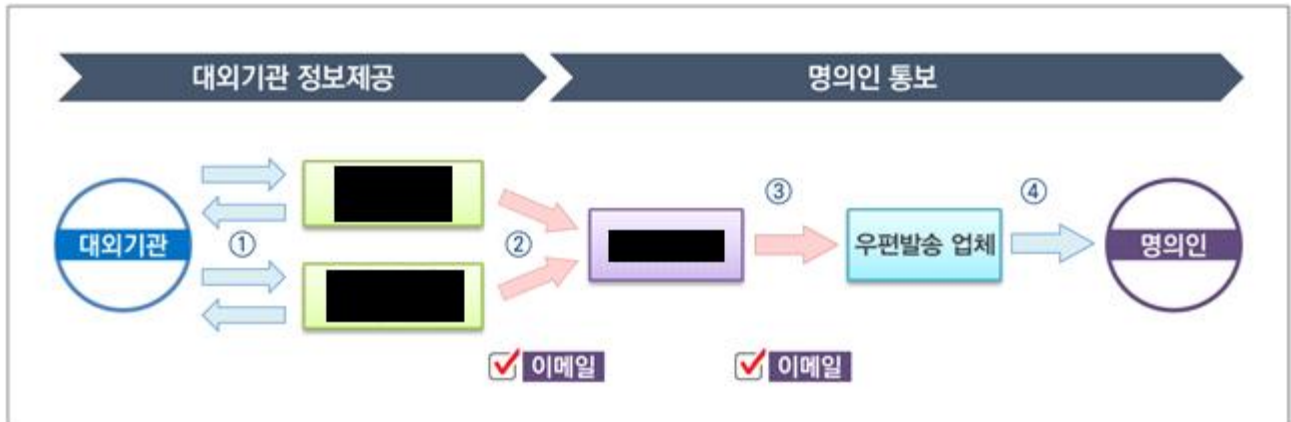 대외기관 정보제공
명의인 통보
대외기관
①
②
③
우편발송 업체
④
명의인
이메일
이메일